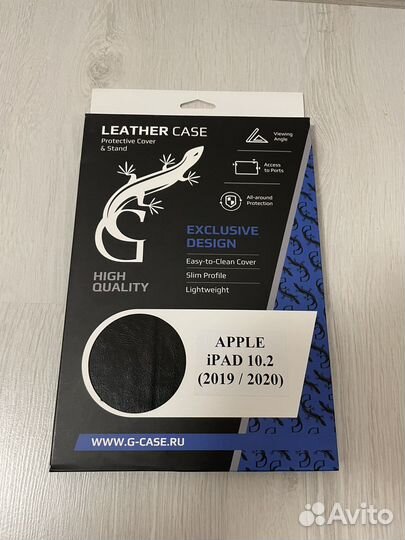 LEATHER CASE
Protective Cover
& Stand
Viewing
Angle
Access
to Ports
All-around
Protection
G
HIGH
QUALITY
EXCLUSIVE
DESIGN
Easy-to-Clean Cover
Slim Profile
Lightweight
APPLE
iPAD 10.2
(2019 / 2020)
WWW.G-CASE.RU
Avito